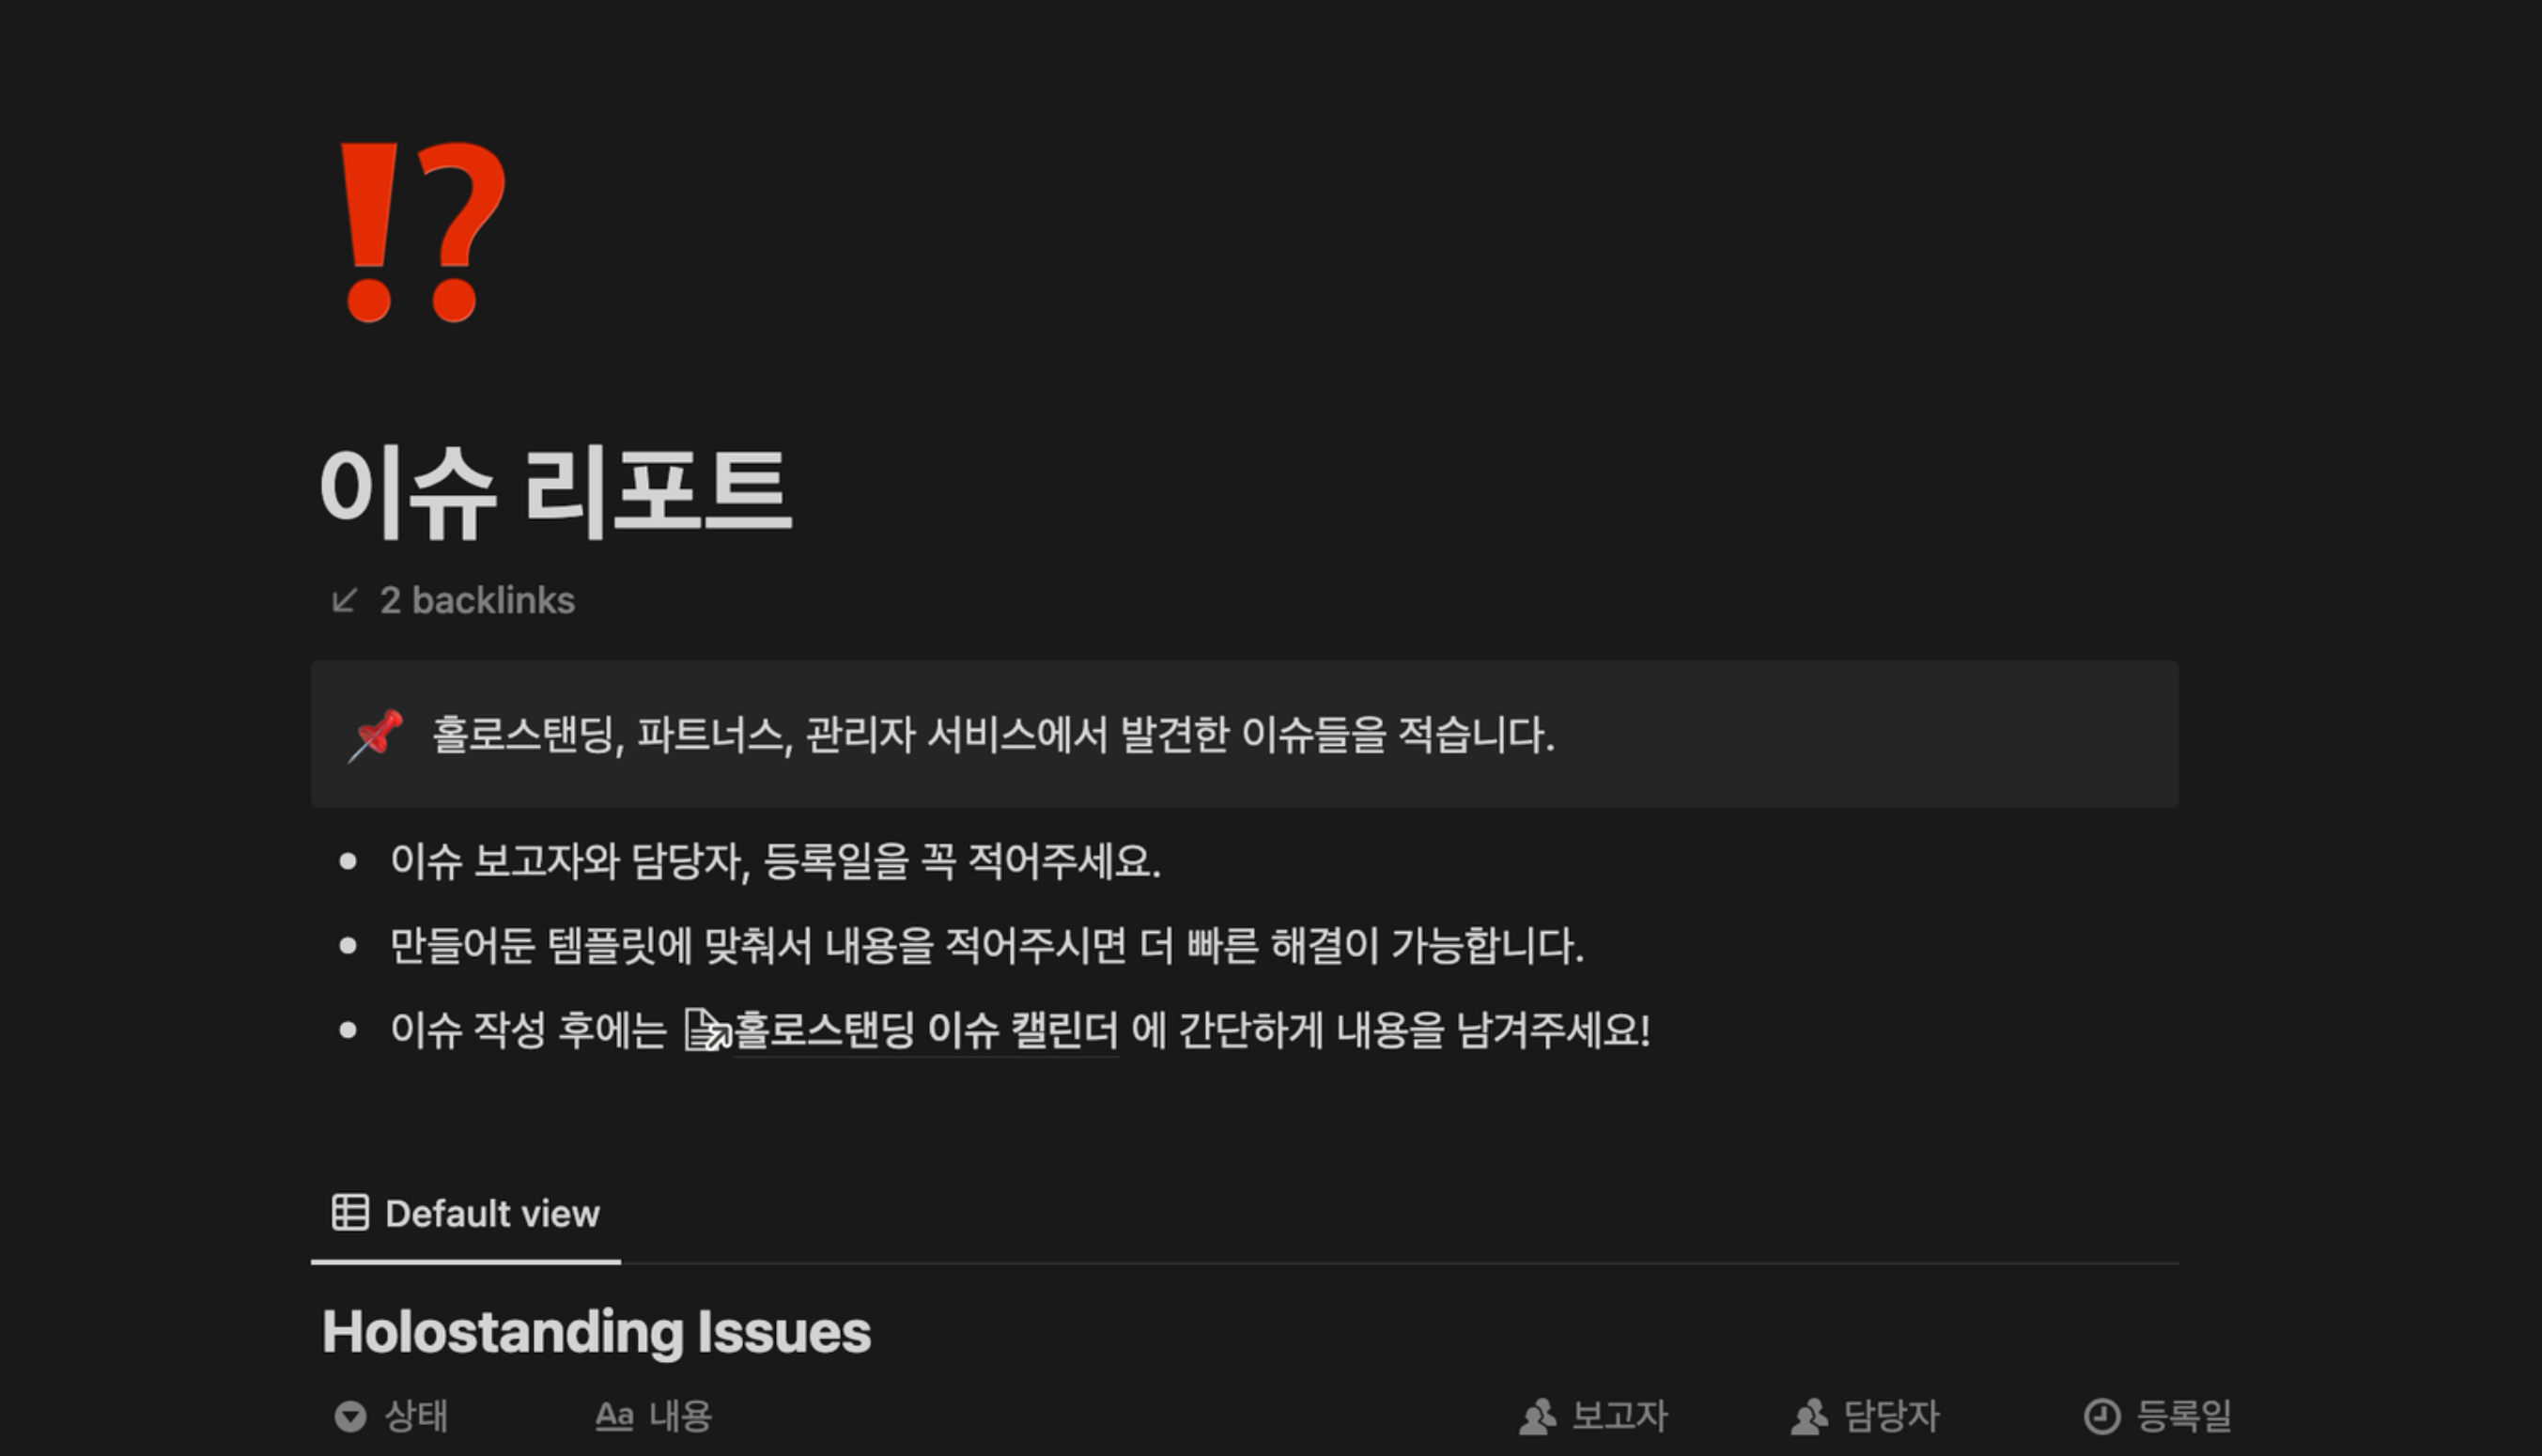 ⁉️
이슈 리포트
↙ 2 backlinks
📌 홀로스탠딩, 파트너스, 관리자 서비스에서 발견한 이슈들을 적습니다.
• 이슈 보고자와 담당자, 등록일을 꼭 적어주세요.
• 만들어둔 템플릿에 맞춰서 내용을 적어주시면 더 빠른 해결이 가능합니다.
• 이슈 작성 후에는 홀로스탠딩 이슈 캘린더 에 간단하게 내용을 남겨주세요!
Default view
Holostanding Issues
상태 Aa 내용 보고자 담당자 등록일